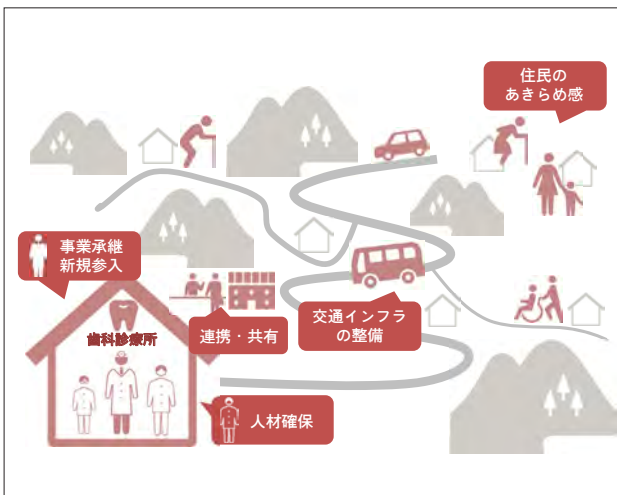 住民の
あきらめ感
事業承継
新規参入
歯科診療所
連携・共有
交通インフラ
の整備
人材確保